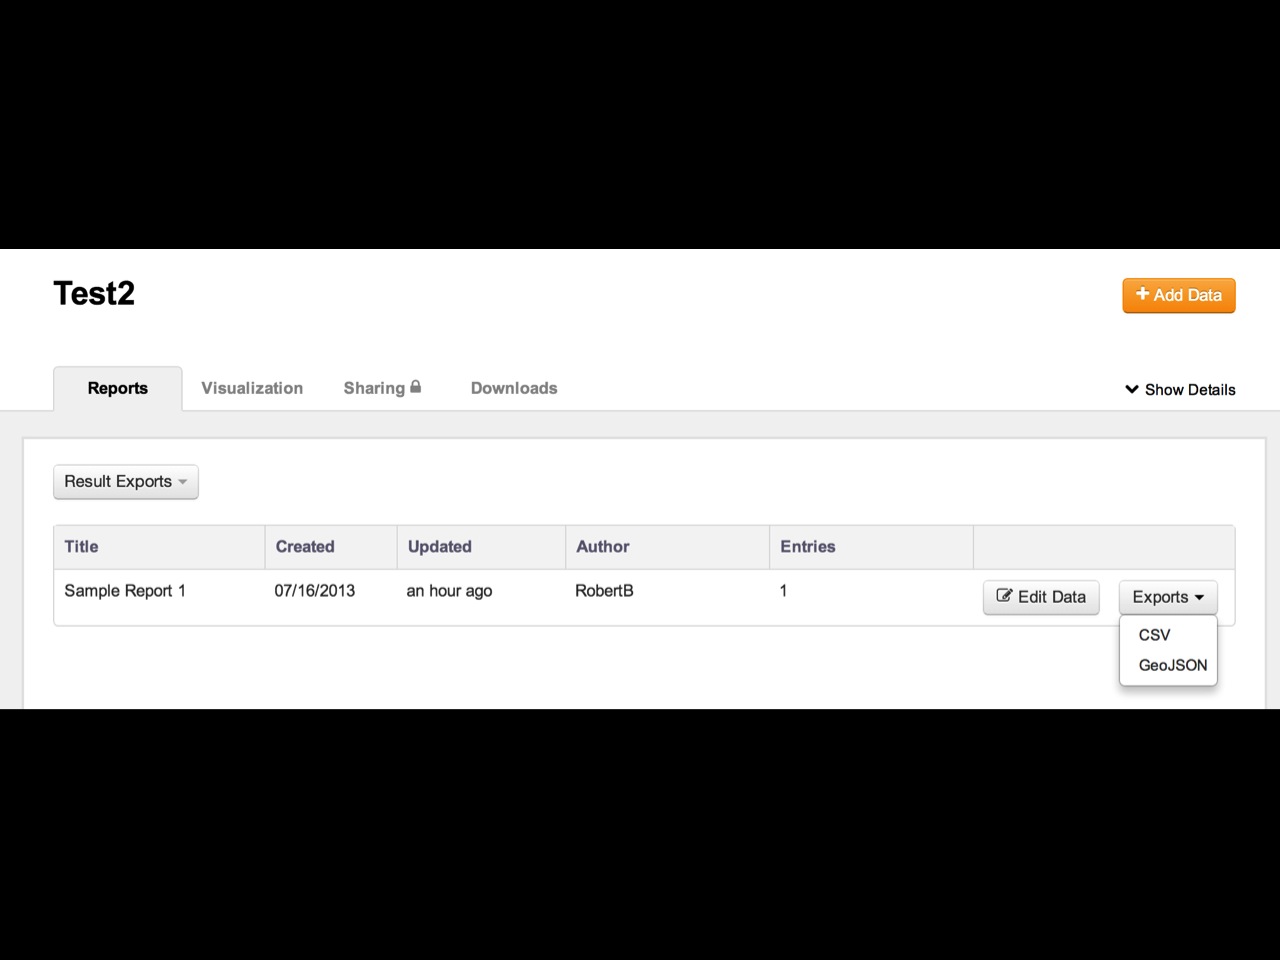 Test2
Add Data
Reports Visualization Sharing Downloads Show Details
Result Exports
Title Created Updated Author Entries
Sample Report 1 07/16/2013 an hour ago RobertB 1 Edit Data Exports
CSV
GeoJSON